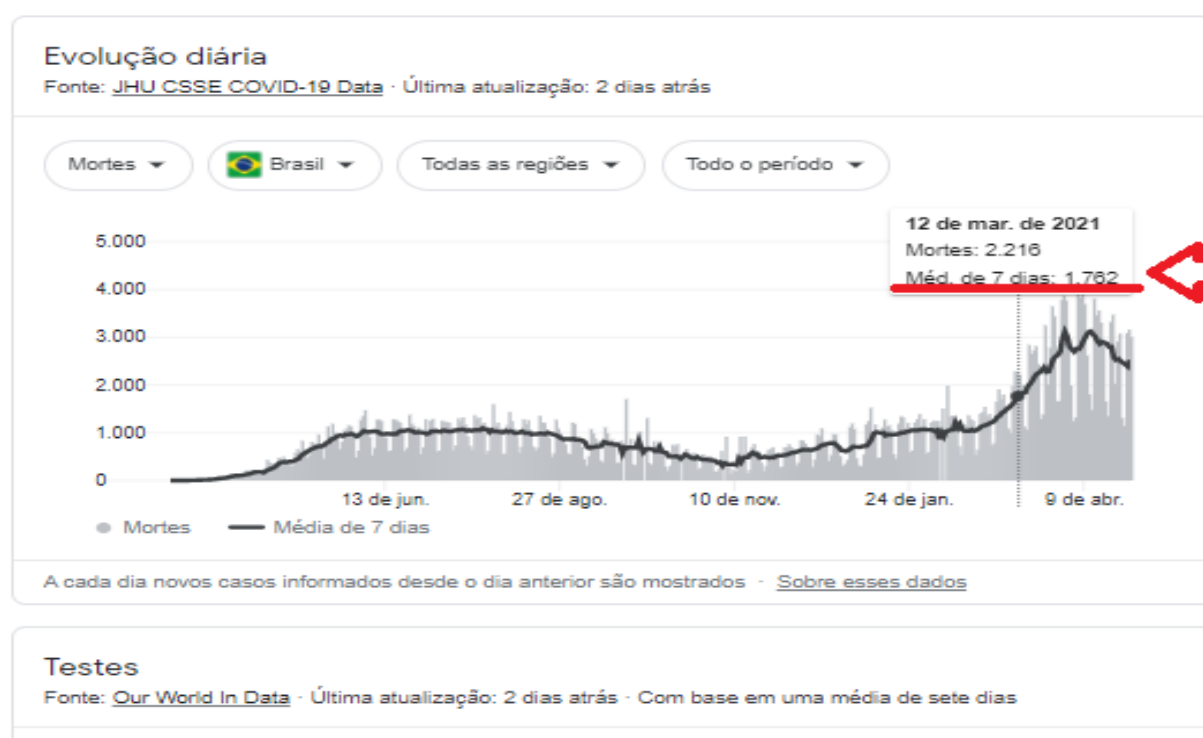 Evolução diária
Fonte: JHU CSSE COVID-19 Data · Última atualização: 2 dias atrás
Mortes Brasil Todas as regiões Todo o período
12 de mar. de 2021
Mortes: 2.216
Méd. de 7 dias: 1.762
5.000
4.000
3.000
2.000
1.000
0
13 de jun. 27 de ago. 10 de nov. 24 de jan. 9 de abr.
Mortes Média de 7 dias
A cada dia novos casos informados desde o dia anterior são mostrados · Sobre esses dados
Testes
Fonte: Our World In Data · Última atualização: 2 dias atrás · Com base em uma média de sete dias